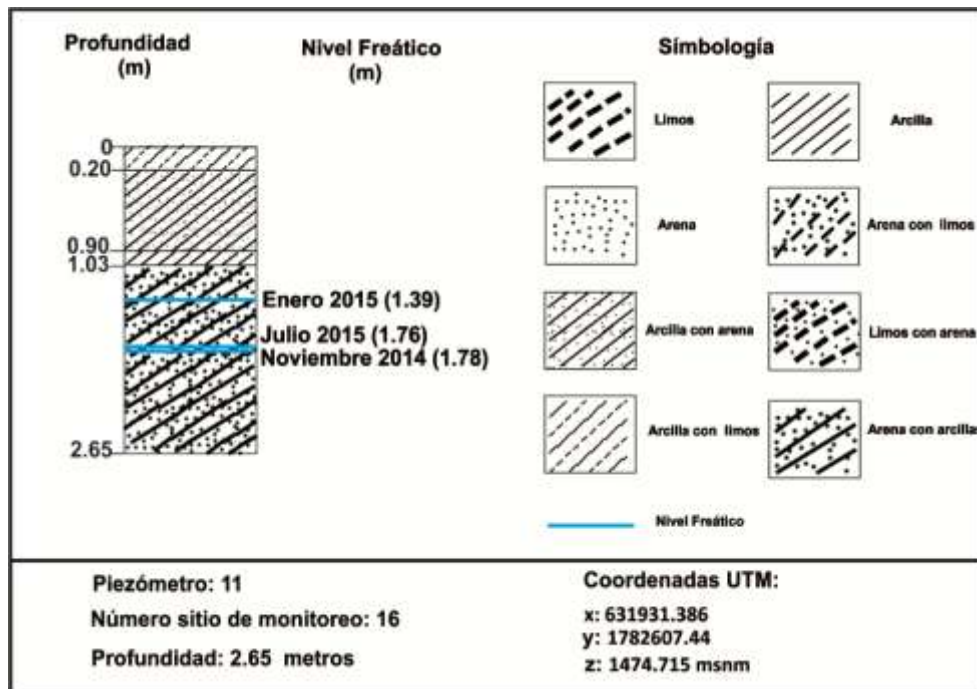 Profundidad
(m)
Nivel Freático
(m)
Símbología
0
0.20
0.90
1.03
2.65
Enero 2015 (1.39)
Julio 2015 (1.76)
Noviembre 2014 (1.78)
Limos
Arcilla
Arena
Arena con limos
Arcilla con arena
Limos con arena
Arcilla con limos
Arena con arcillas
Nivel Freático
Piezómetro: 11
Número sitio de monitoreo: 16
Profundidad: 2.65 metros
Coordenadas UTM:
x: 631931.386
y: 1782607.44
z: 1474.715 msnm